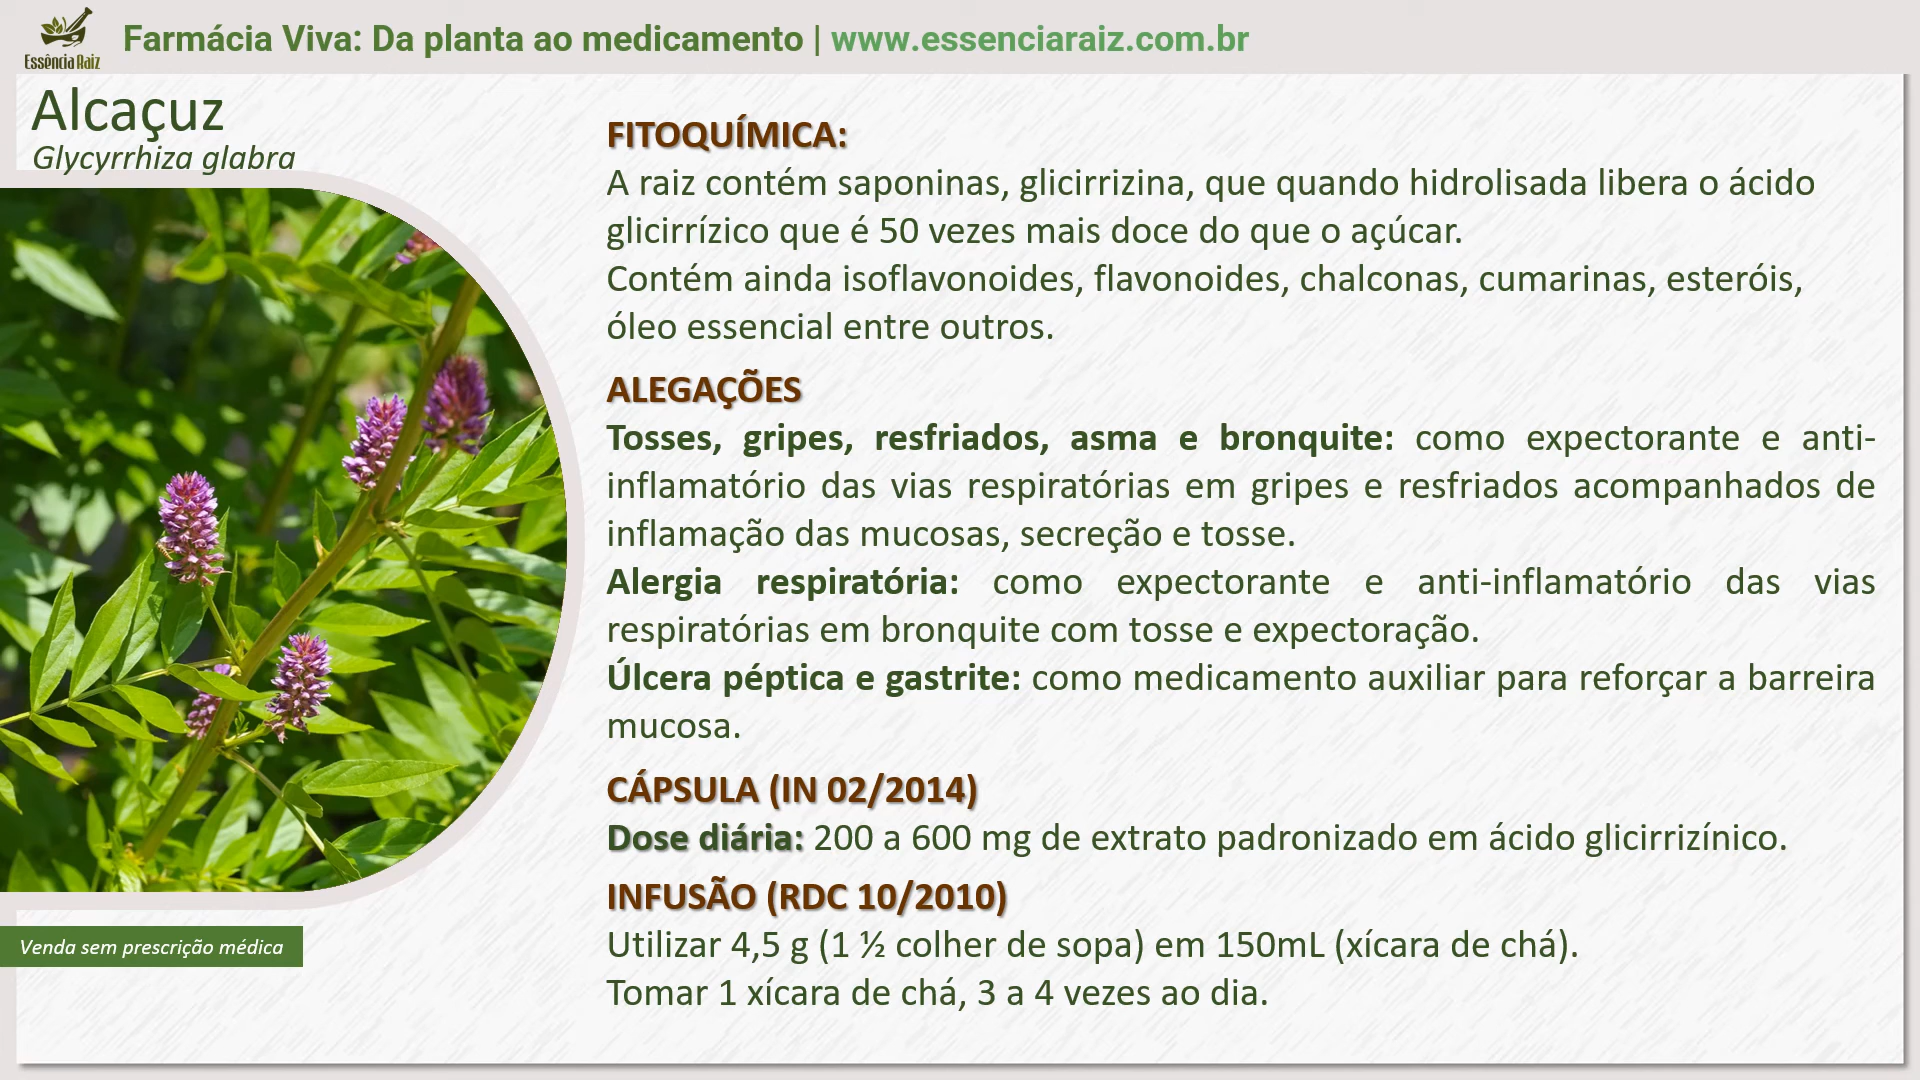 Essência Raiz
Farmácia Viva: Da planta ao medicamento | www.essenciaraiz.com.br
Alcaçuz
Glycyrrhiza glabra
FITOQUÍMICA:
A raiz contém saponinas, glicirrizina, que quando hidrolisada libera o ácido
glicirrízico que é 50 vezes mais doce do que o açúcar.
Contém ainda isoflavonoides, flavonoides, chalconas, cumarinas, esteróis,
óleo essencial entre outros.
ALEGAÇÕES
Tosses, gripes, resfriados, asma e bronquite: como expectorante e anti-
inflamatório das vias respiratórias em gripes e resfriados acompanhados de
inflamação das mucosas, secreção e tosse.
Alergia respiratória: como expectorante e anti-inflamatório das vias
respiratórias em bronquite com tosse e expectoração.
Úlcera péptica e gastrite: como medicamento auxiliar para reforçar a barreira
mucosa.
CÁPSULA (IN 02/2014)
Dose diária: 200 a 600 mg de extrato padronizado em ácido glicirrizínico.
INFUSÃO (RDC 10/2010)
Utilizar 4,5 g (1 ½ colher de sopa) em 150mL (xícara de chá).
Tomar 1 xícara de chá, 3 a 4 vezes ao dia.
Venda sem prescrição médica